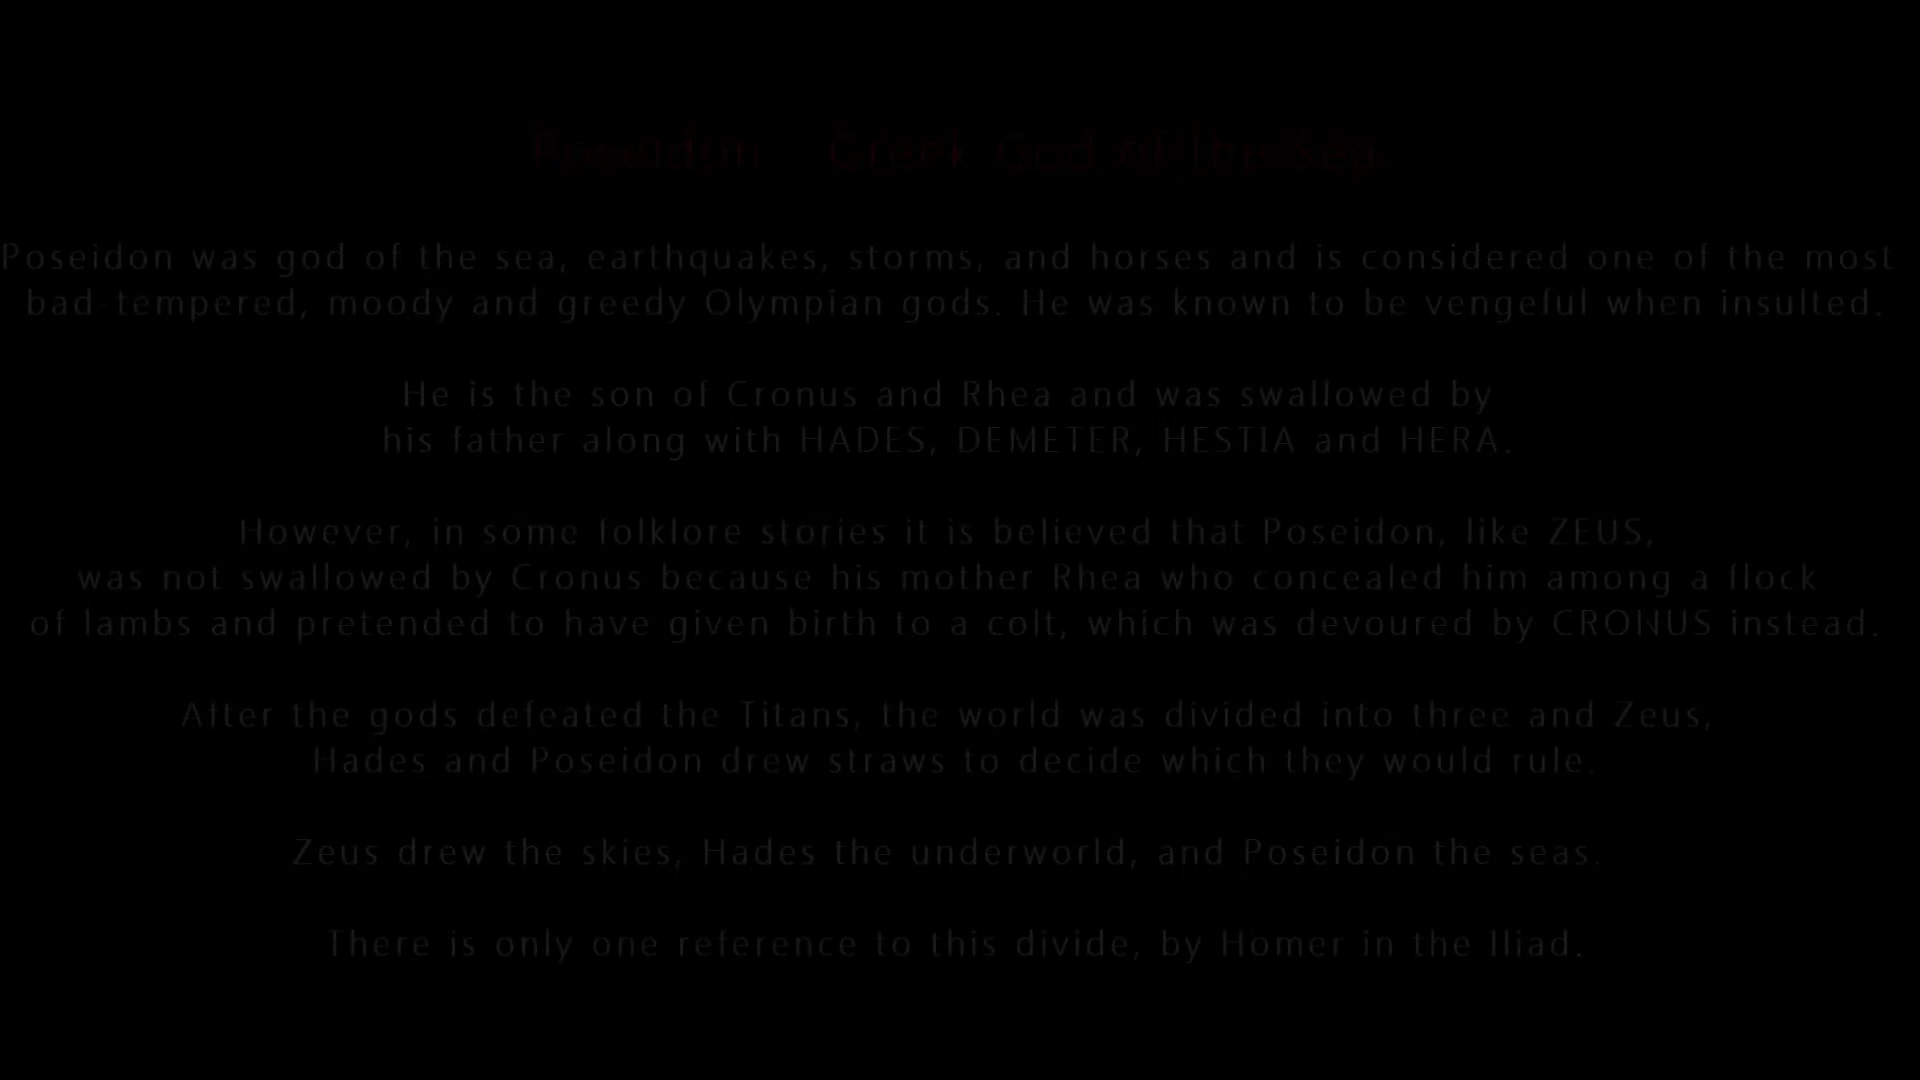 Poseidon Greek God of the Sea
Poseidon was god of the sea, earthquakes, storms, and horses and is considered one of the most
bad-tempered, moody and greedy Olympian gods. He was known to be vengeful when insulted.
He is the son of Cronus and Rhea and was swallowed by
his father along with HADES, DEMETER, HESTIA and HERA.
However, in some folklore stories it is believed that Poseidon, like ZEUS,
was not swallowed by Cronus because his mother Rhea who concealed him among a flock
of lambs and pretended to have given birth to a colt, which was devoured by CRONUS instead.
After the gods defeated the Titans, the world was divided into three and Zeus,
Hades and Poseidon drew straws to decide which they would rule.
Zeus drew the skies, Hades the underworld, and Poseidon the seas.
There is only one reference to this divide, by Homer in the Iliad.